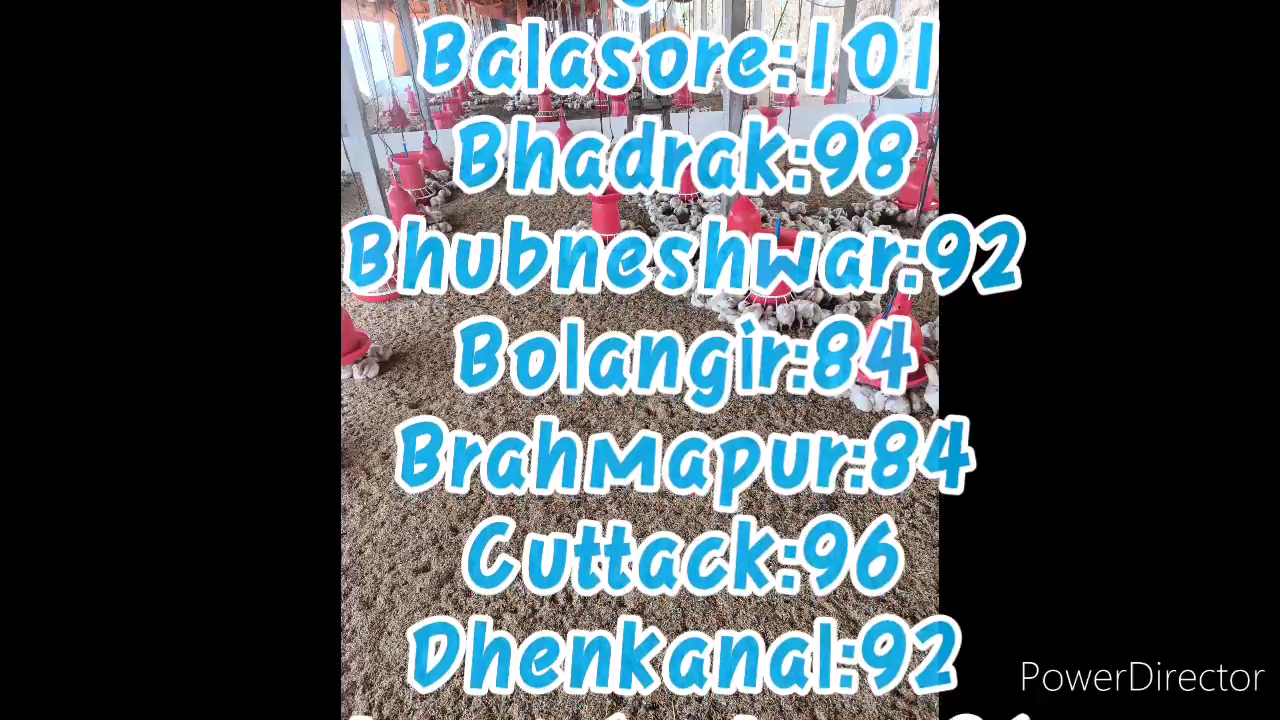 Balasore:101
Bhadrak:98
Bhubneshwar:92
Bolangir:84
Brahmapur:84
Cuttack:96
Dhenkanal:92
PowerDirector